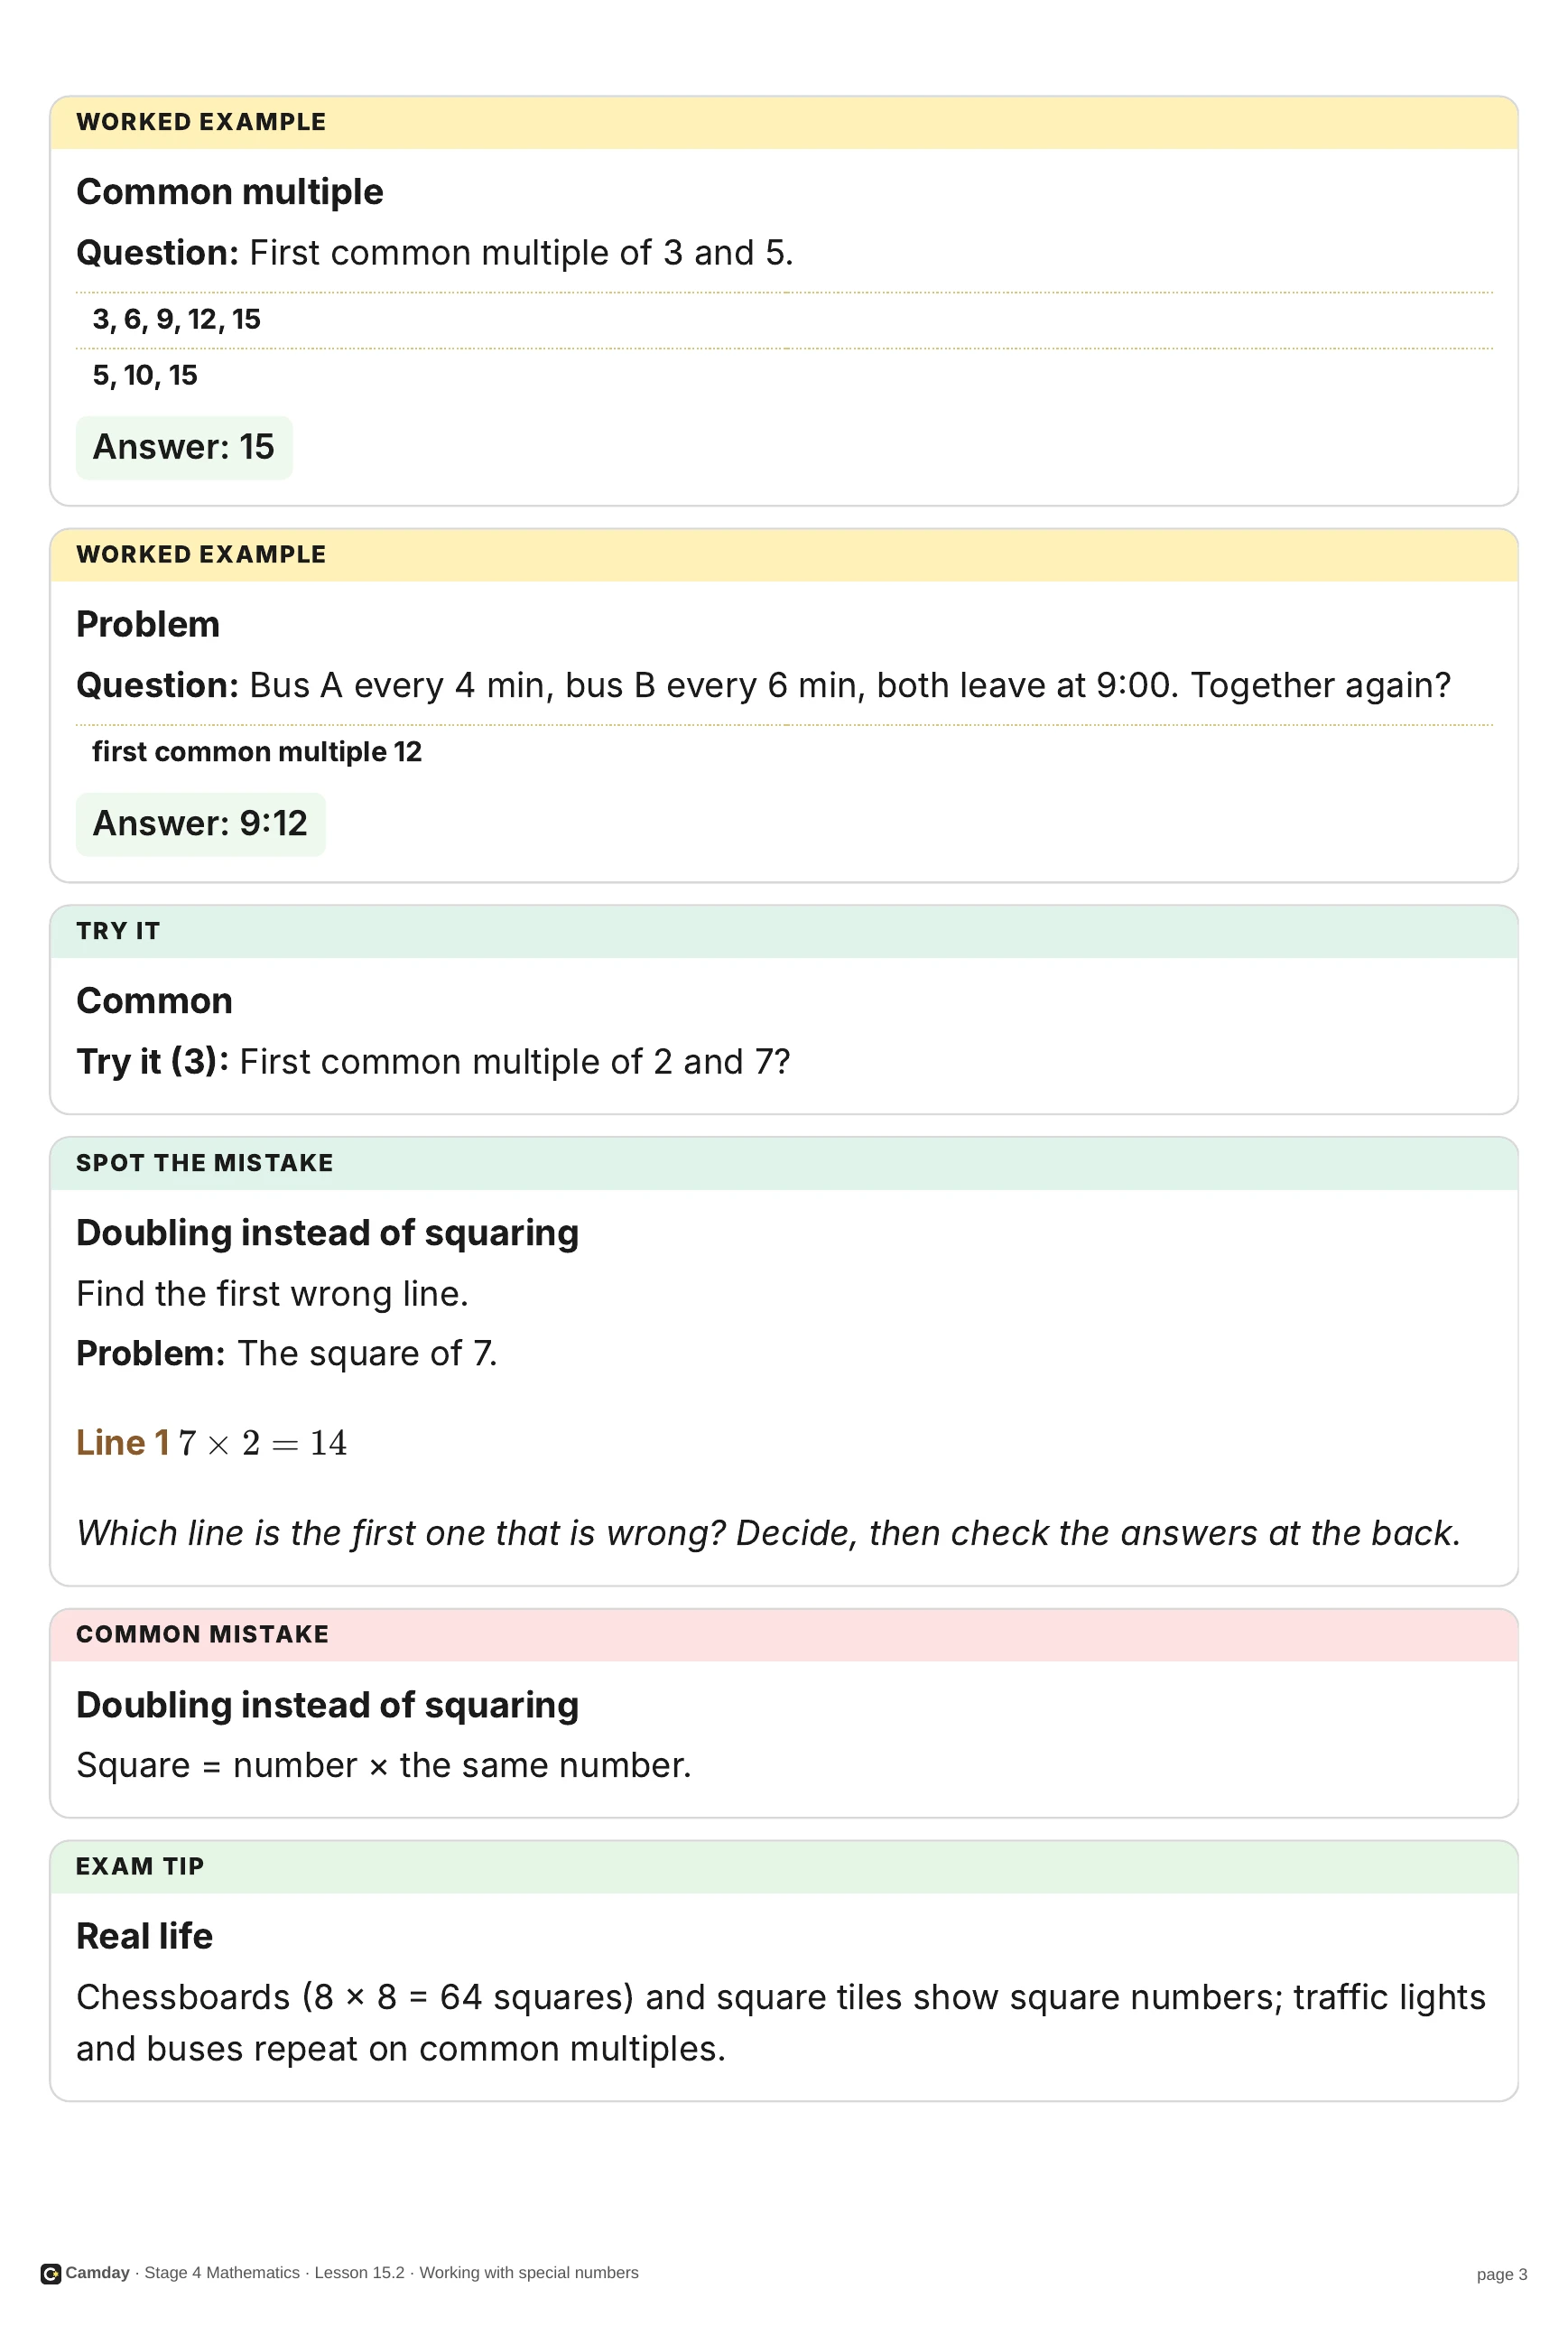 WORKED EXAMPLE
Common multiple
Question: First common multiple of 3 and 5.
3, 6, 9, 12, 15
5, 10, 15
Answer: 15
WORKED EXAMPLE
Problem
Question: Bus A every 4 min, bus B every 6 min, both leave at 9:00. Together again?
first common multiple 12
Answer: 9:12
TRY IT
Common
Try it (3): First common multiple of 2 and 7?
SPOT THE MISTAKE
Doubling instead of squaring
Find the first wrong line.
Problem: The square of 7.
Line 1 7 × 2 = 14
Which line is the first one that is wrong? Decide, then check the answers at the back.
COMMON MISTAKE
Doubling instead of squaring
Square = number × the same number.
EXAM TIP
Real life
Chessboards (8 × 8 = 64 squares) and square tiles show square numbers; traffic lights
and buses repeat on common multiples.
Camday · Stage 4 Mathematics · Lesson 15.2 · Working with special numbers
page 3